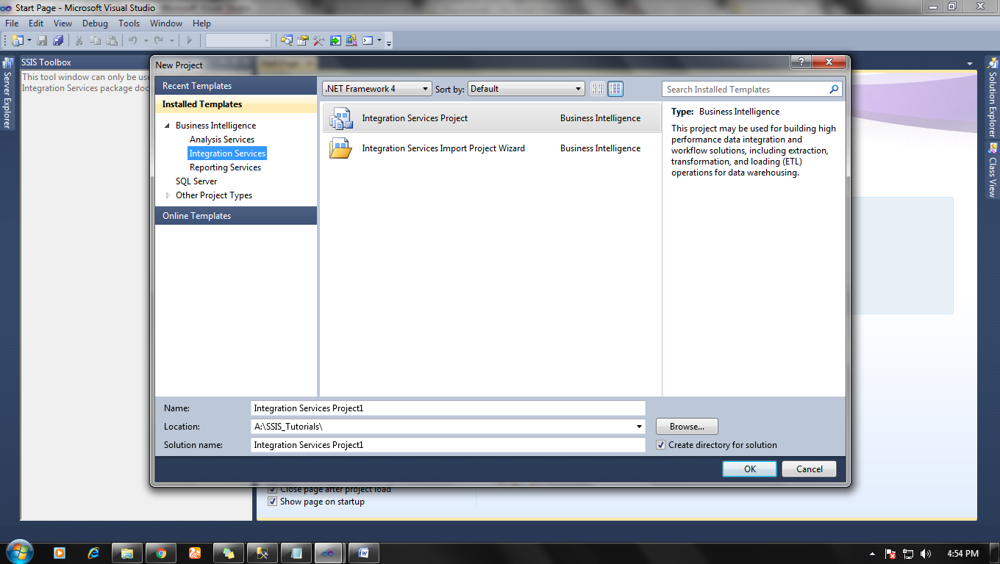 Start Page - Microsoft Visual Studio
File Edit View Debug Tools Window Help
Server Explorer
SSIS Toolbox
This tool window can only be use
Integration Services package doc
New Project
Recent Templates
Installed Templates
Business Intelligence
Analysis Services
Integration Services
Reporting Services
SQL Server
Other Project Types
Online Templates
.NET Framework 4 Sort by: Default
Integration Services Project Business Intelligence
Integration Services Import Project Wizard Business Intelligence
Search Installed Templates
Type: Business Intelligence
This project may be used for building high
performance data integration and
workflow solutions, including extraction,
transformation, and loading (ETL)
operations for data warehousing.
Name: Integration Services Project1
Location: A:\SSIS_Tutorials\ Browse...
Solution name: Integration Services Project1 Create directory for solution
OK Cancel
Close page after project load
Show page on startup
Solution Explorer
Class View
4:54 PM